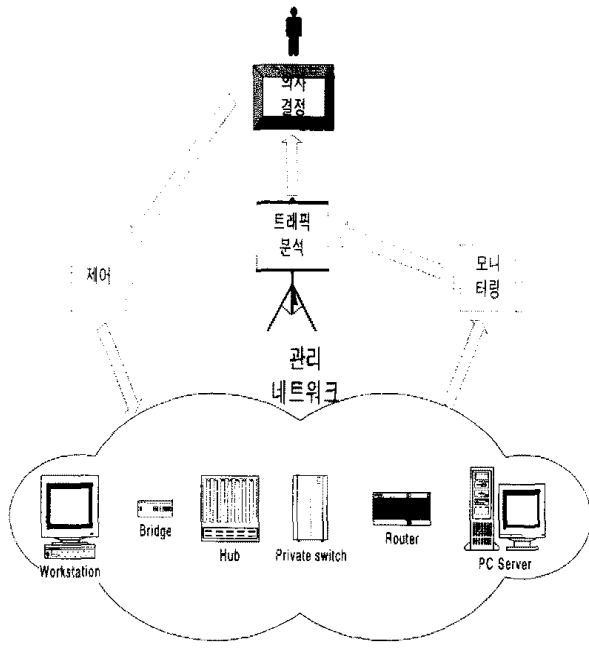 의사
결정
트래픽
분석
제어
모니
터링
관리
네트워크
Workstation
Bridge
Hub
Private switch
Router
PC Server